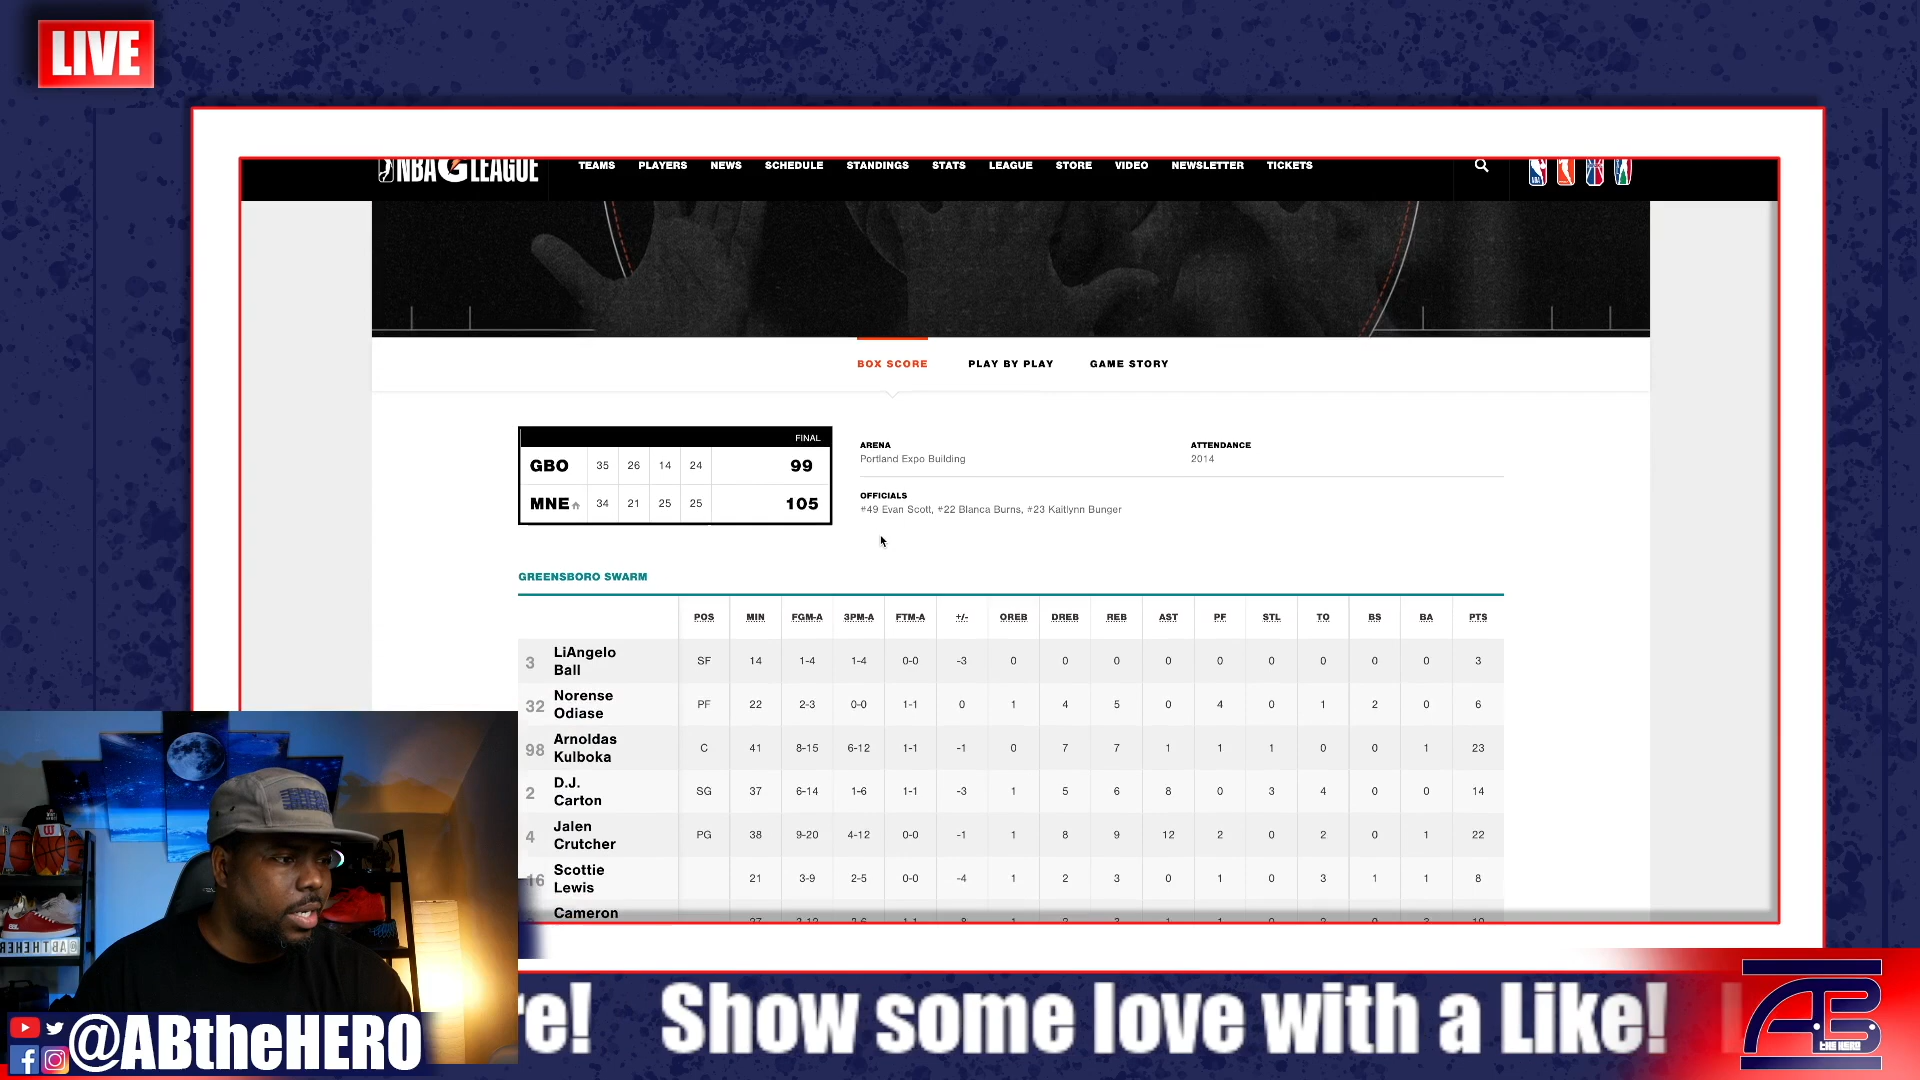 LIVE
NBA G LEAGUE TEAMS PLAYERS NEWS SCHEDULE STANDINGS STATS LEAGUE STORE VIDEO NEWSLETTER TICKETS
BOX SCORE PLAY BY PLAY GAME STORY
FINAL
GBO 35 26 14 24 99
MNE 34 21 25 25 105
ARENA ATTENDANCE
Portland Expo Building 2014
OFFICIALS
#49 Evan Scott, #22 Blanca Burns, #23 Kaitlynn Bunger
GREENSBORO SWARM
POS MIN FGM-A 3PM-A FTM-A +/- OREB DREB REB AST PF STL TO BS BA PTS
3 LiAngelo Ball SF 14 1-4 1-4 0-0 -3 0 0 0 0 0 0 0 0 0 3
32 Norense Odiase PF 22 2-3 0-0 1-1 0 1 4 5 0 4 0 1 2 0 6
98 Arnoldas Kulboka C 41 8-15 6-12 1-1 -1 0 7 7 1 1 1 0 0 1 23
2 D.J. Carton SG 37 6-14 1-6 1-1 -3 1 5 6 8 0 3 4 0 0 14
4 Jalen Crutcher PG 38 9-20 4-12 0-0 -1 1 8 9 12 2 0 2 0 1 22
16 Scottie Lewis 21 3-9 2-5 0-0 -4 1 2 3 0 1 0 3 1 1 8
Cameron
@ABTHEHERO
@ABtheHERO
re! Show some love with a Like!
AB
THE HERO